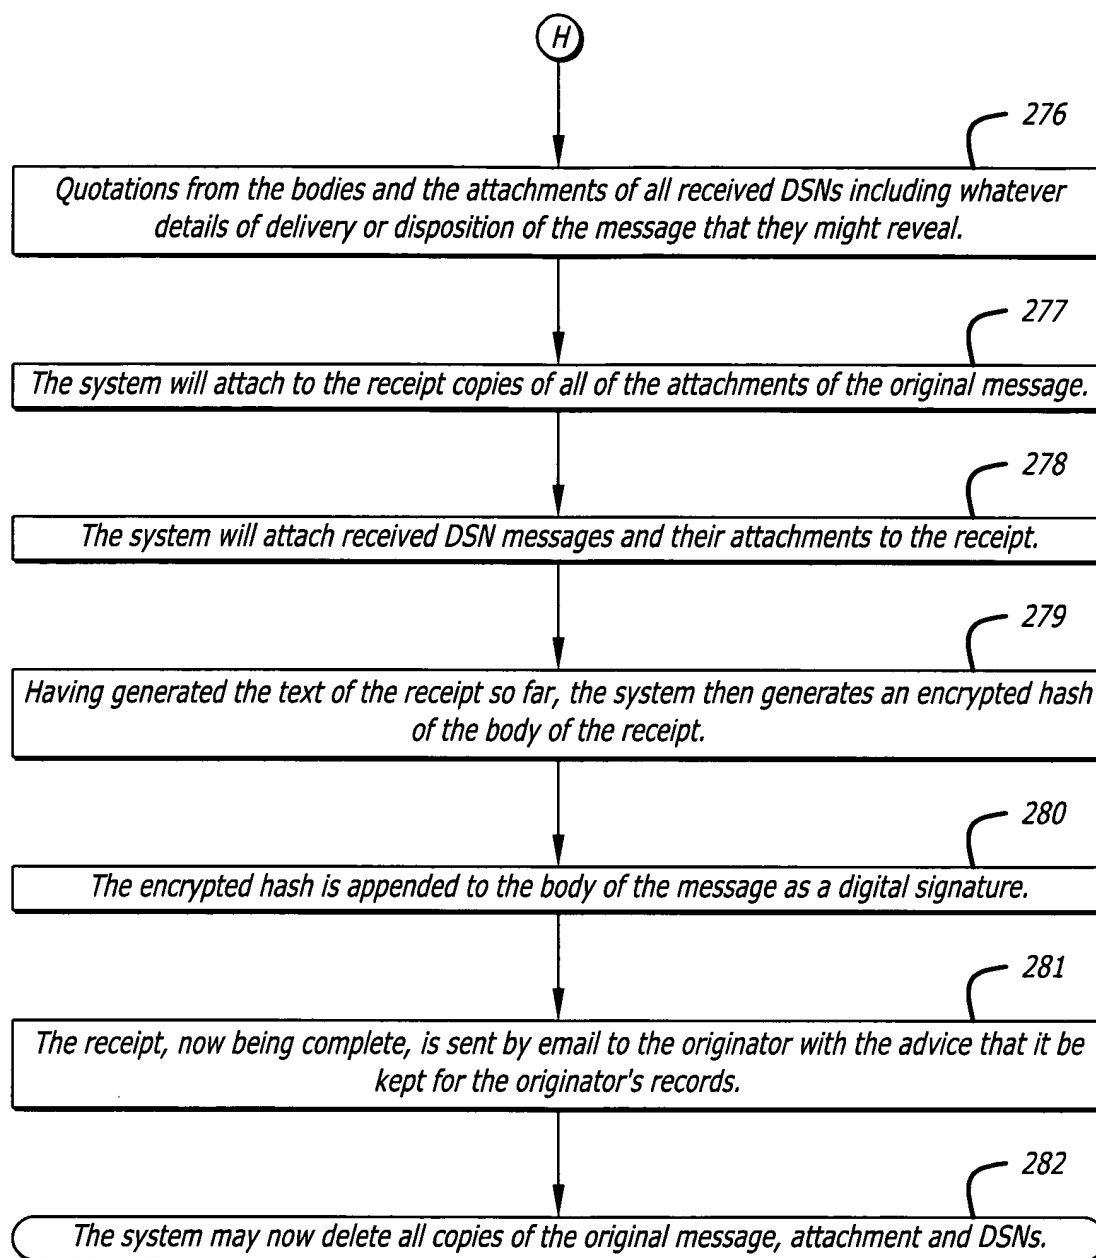 H
276
Quotations from the bodies and the attachments of all received DSNs including whatever
details of delivery or disposition of the message that they might reveal.
277
The system will attach to the receipt copies of all of the attachments of the original message.
278
The system will attach received DSN messages and their attachments to the receipt.
279
Having generated the text of the receipt so far, the system then generates an encrypted hash
of the body of the receipt.
280
The encrypted hash is appended to the body of the message as a digital signature.
281
The receipt, now being complete, is sent by email to the originator with the advice that it be
kept for the originator's records.
282
The system may now delete all copies of the original message, attachment and DSNs.